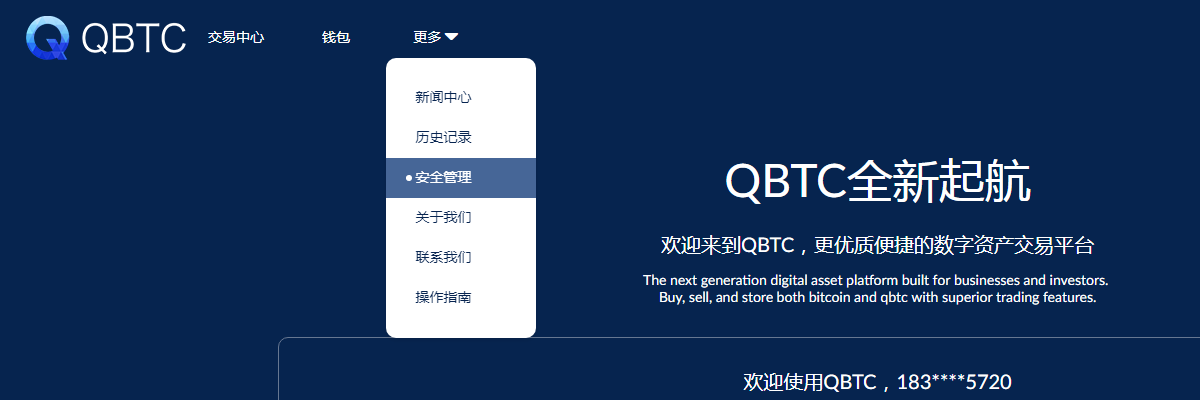 QBTC 交易中心 钱包 更多
新闻中心
历史记录
安全管理
关于我们
联系我们
操作指南
QBTC全新起航
欢迎来到QBTC，更优质便捷的数字资产交易平台
The next generation digital asset platform built for businesses and investors.
Buy, sell, and store both bitcoin and qbtc with superior trading features.
欢迎使用QBTC，183****5720